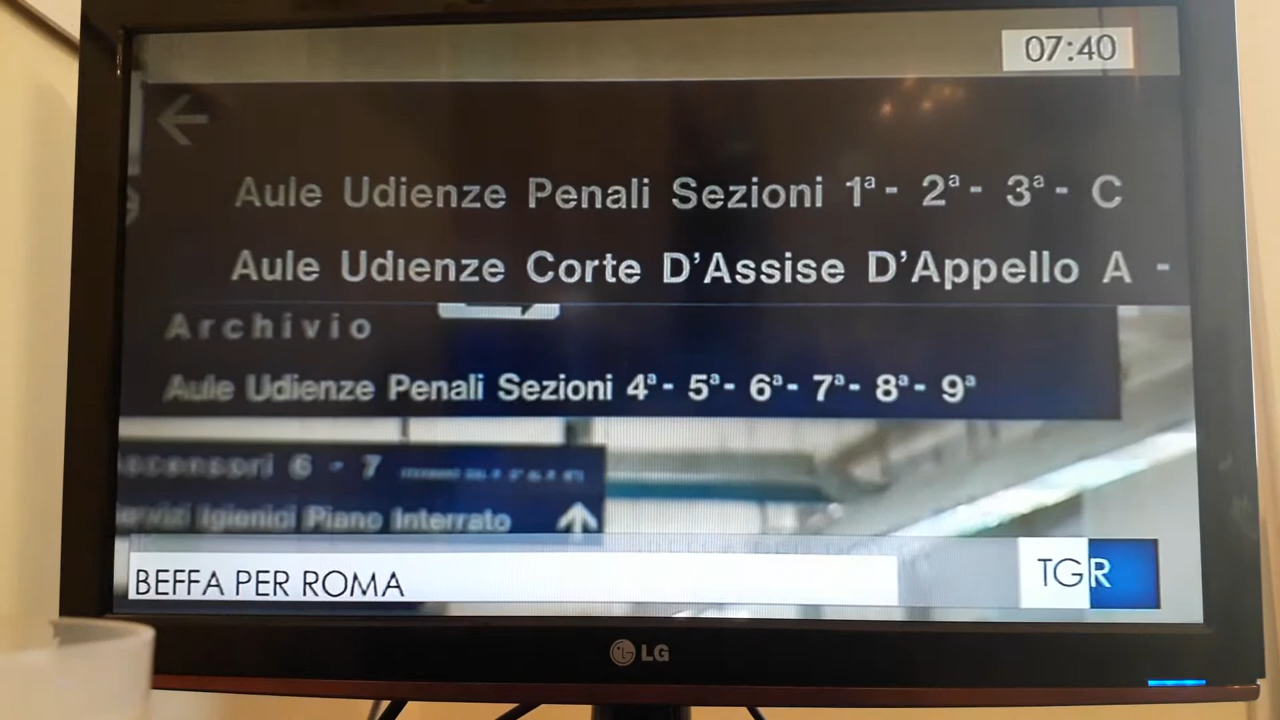 07:40
Aule Udienze Penali Sezioni 1ª - 2ª - 3ª - C
Aule Udienze Corte D'Assise D'Appello A -
Archivio
Aule Udienze Penali Sezioni 4ª - 5ª - 6ª - 7ª - 8ª - 9ª
6 - 7
Igienici Piano Interrato
BEFFA PER ROMA
TGR
LG